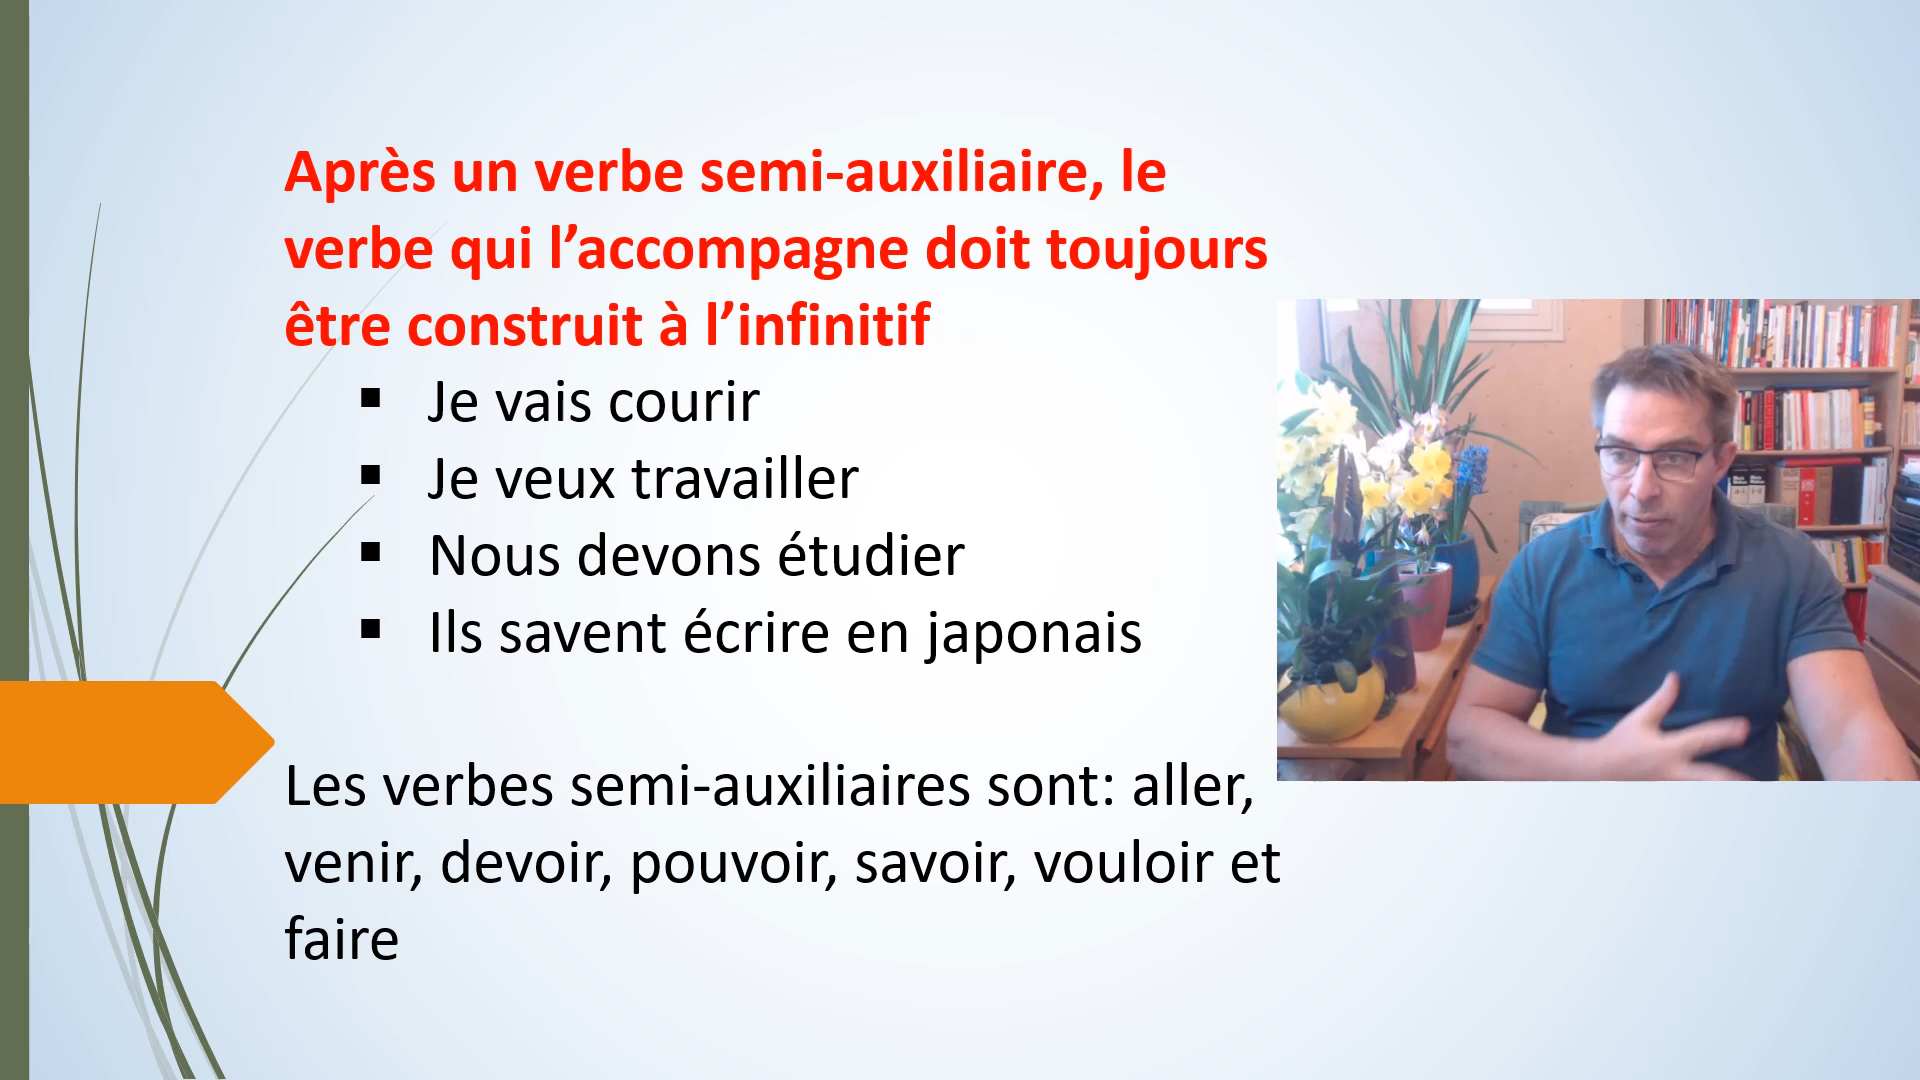 Après un verbe semi-auxiliaire, le
verbe qui l’accompagne doit toujours
être construit à l’infinitif
▪ Je vais courir
▪ Je veux travailler
▪ Nous devons étudier
▪ Ils savent écrire en japonais
Les verbes semi-auxiliaires sont: aller,
venir, devoir, pouvoir, savoir, vouloir et
faire